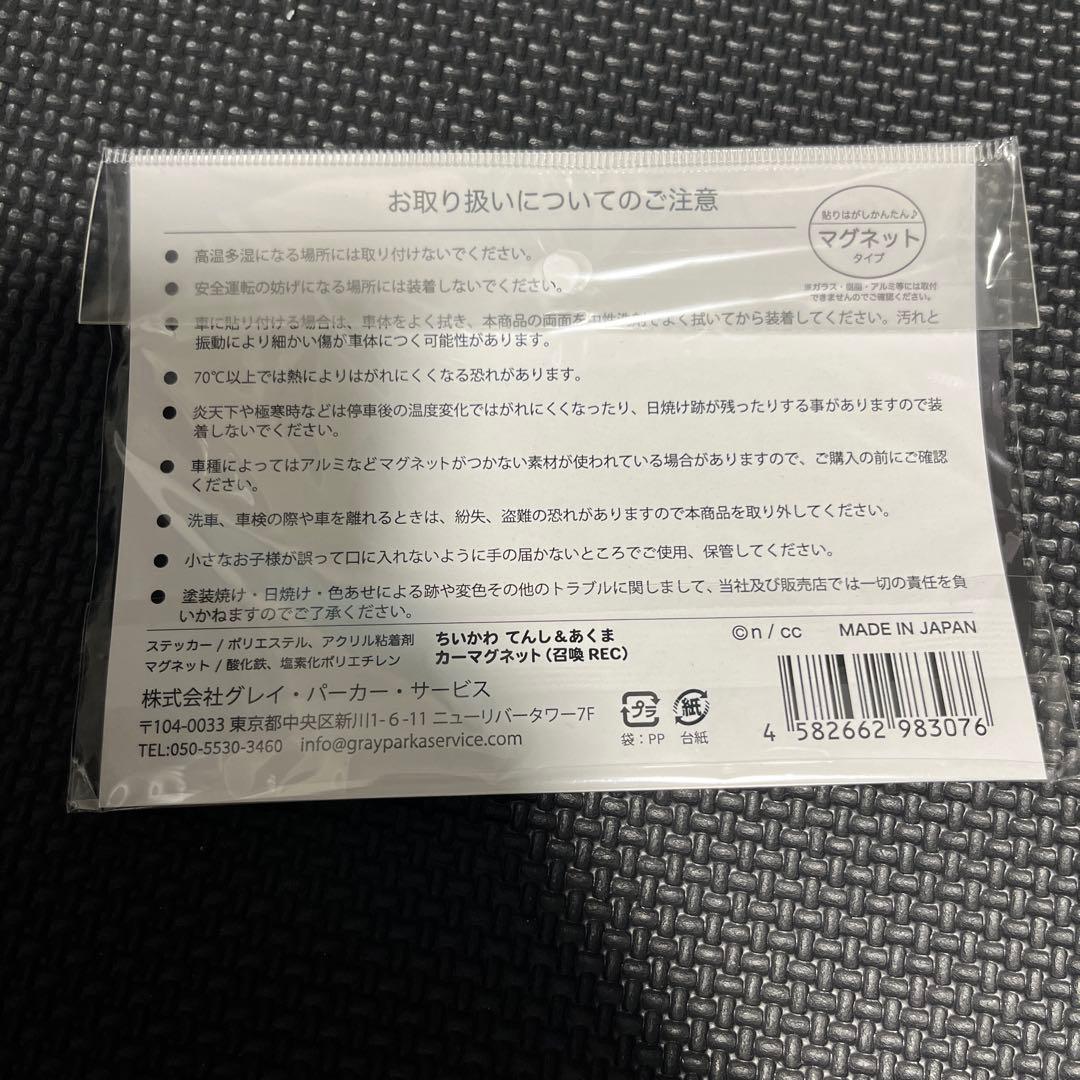 お取り扱いについてのご注意
貼りはがしかんたん♪
マグネット
タイプ
※ガラス・樹脂・アルミ等には取付
できませんのでご確認ください。
● 高温多湿になる場所には取り付けないでください。
● 安全運転の妨げになる場所には装着しないでください。
● 車に貼り付ける場合は、車体をよく拭き、本商品の両面を中性洗剤でよく拭いてから装着してください。汚れと
振動により細かい傷が車体につく可能性があります。
● 70℃以上では熱によりはがれにくくなる恐れがあります。
● 炎天下や極寒時などは停車後の温度変化ではがれにくくなったり、日焼け跡が残ったりする事がありますので装
着しないでください。
● 車種によってはアルミなどマグネットがつかない素材が使われている場合がありますので、ご購入の前にご確認
ください。
● 洗車、車検の際や車を離れるときは、紛失、盗難の恐れがありますので本商品を取り外してください。
● 小さなお子様が誤って口に入れないように手の届かないところでご使用、保管してください。
● 塗装焼け・日焼け・色あせによる跡や変色その他のトラブルに関しまして、当社及び販売店では一切の責任を負
いかねますのでご了承ください。
ステッカー / ポリエステル、アクリル粘着剤
マグネット / 酸化鉄、塩素化ポリエチレン
ちいかわ てんし&あくま
カーマグネット(召喚 REC)
©n / cc MADE IN JAPAN
株式会社グレイ・パーカー・サービス
〒104-0033 東京都中央区新川1-6-11 ニューリバータワー7F
TEL:050-5530-3460 info@grayparkaservice.com
プラ
袋:PP
紙
台紙
4 582662 983076